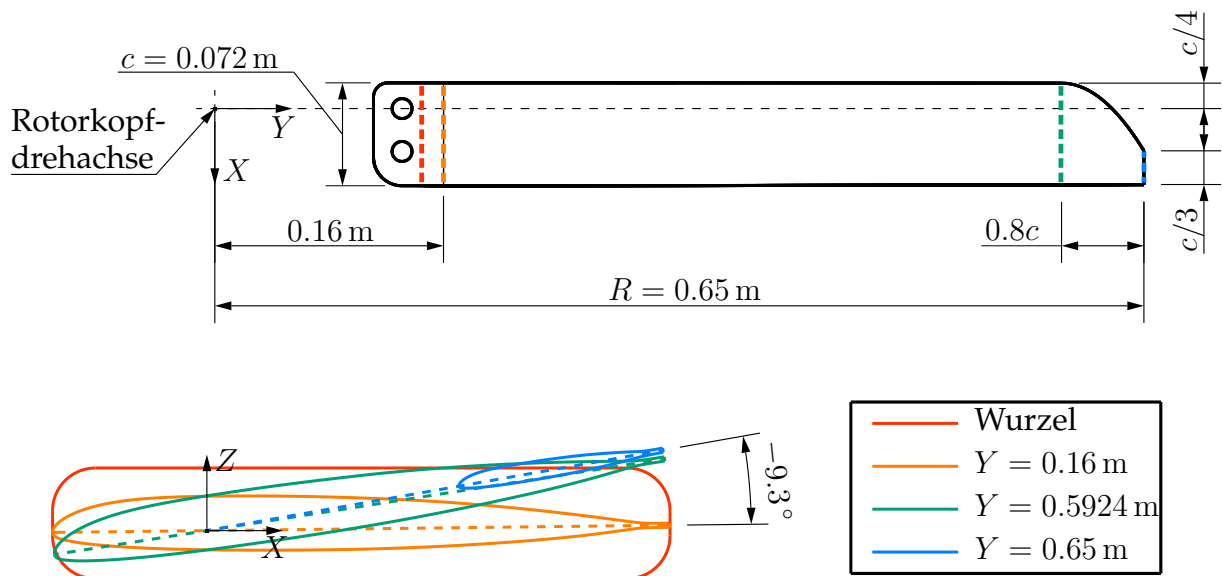 c = 0.072 m
c/4
Rotorkopf-
drehachse
Y
X
0.16 m
0.8c
c/3
R = 0.65 m
Z
X
−9.3°
Wurzel
Y = 0.16 m
Y = 0.5924 m
Y = 0.65 m